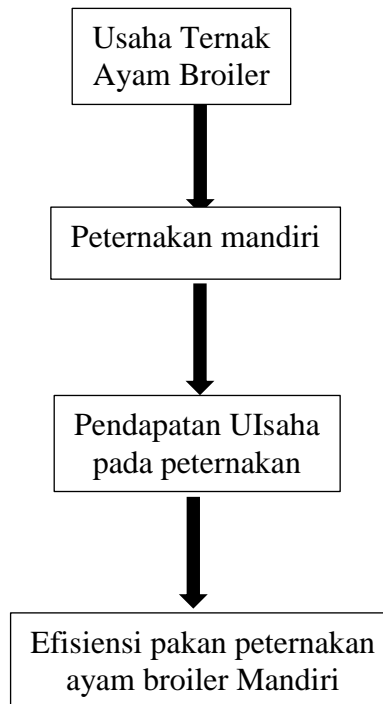 Usaha Ternak
Ayam Broiler
Peternakan mandiri
Pendapatan UIsaha
pada peternakan
Efisiensi pakan peternakan
ayam broiler Mandiri